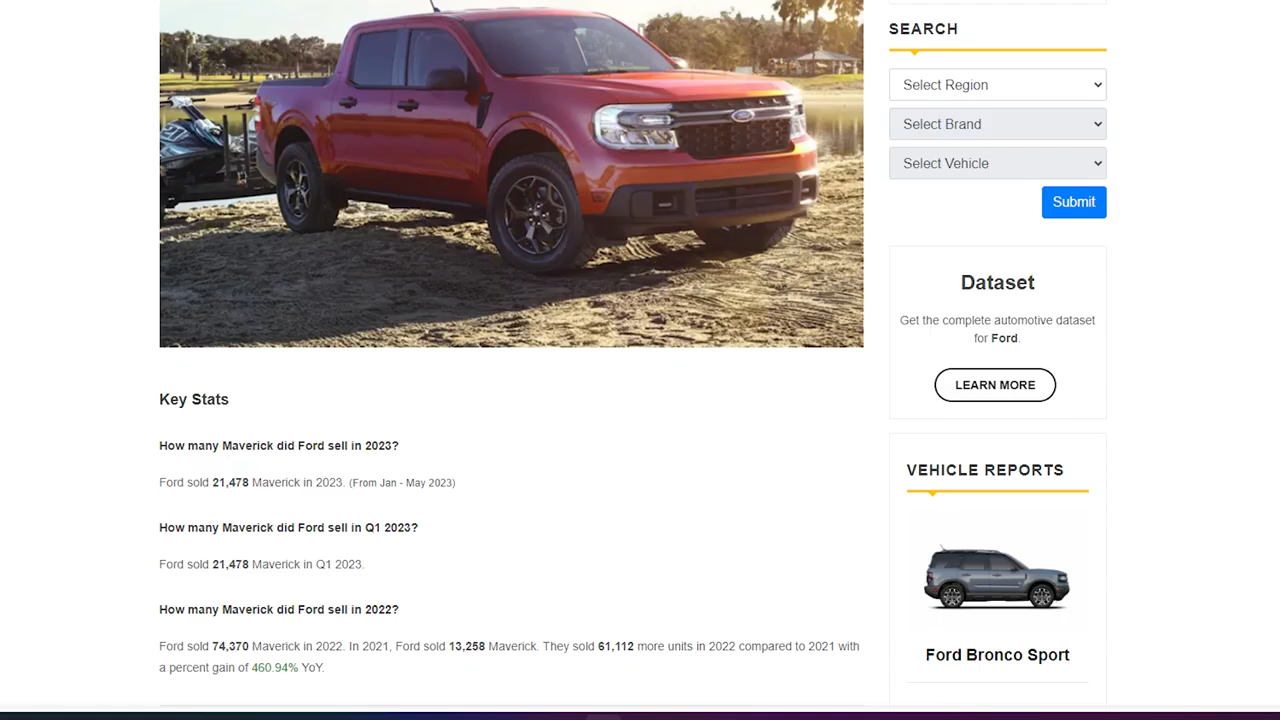 SEARCH
Select Region
Select Brand
Select Vehicle
Submit
Dataset
Get the complete automotive dataset
for Ford.
LEARN MORE
Key Stats
How many Maverick did Ford sell in 2023?
Ford sold 21,478 Maverick in 2023. (From Jan - May 2023)
How many Maverick did Ford sell in Q1 2023?
Ford sold 21,478 Maverick in Q1 2023.
How many Maverick did Ford sell in 2022?
Ford sold 74,370 Maverick in 2022. In 2021, Ford sold 13,258 Maverick. They sold 61,112 more units in 2022 compared to 2021 with
a percent gain of 460.94% YoY.
VEHICLE REPORTS
Ford Bronco Sport